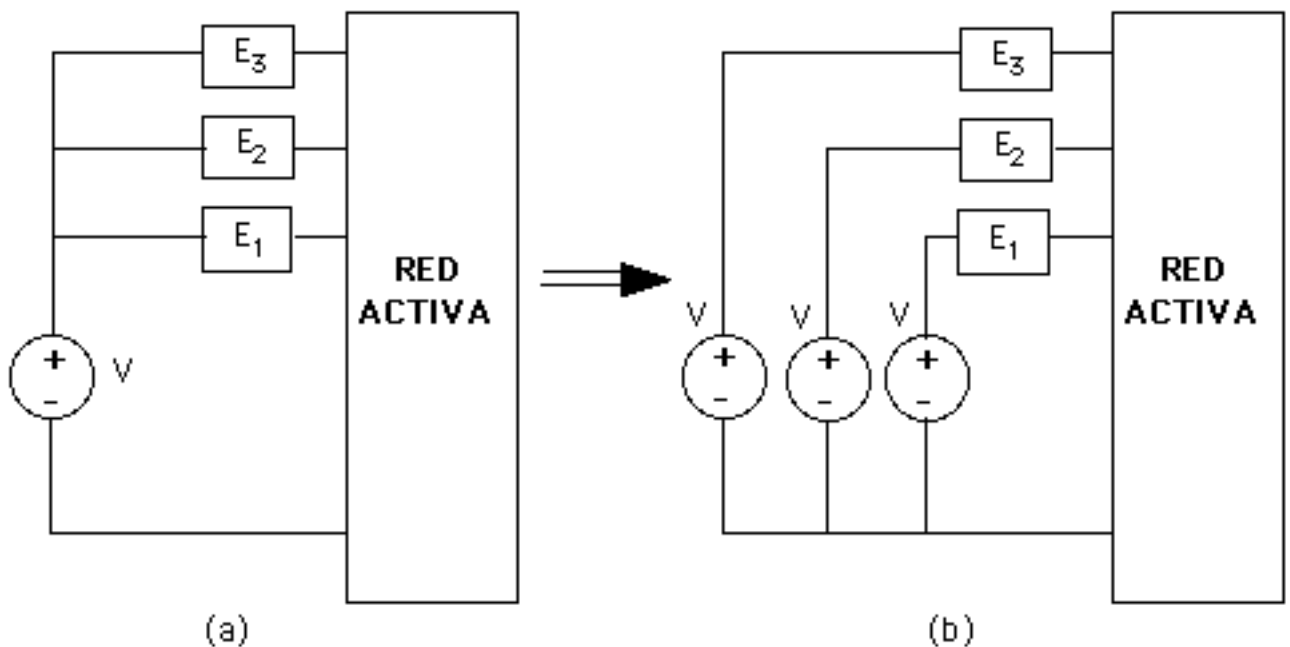 E3
E2
E1
RED
ACTIVA
+
-
V
(a)
E3
E2
E1
RED
ACTIVA
V
V
V
+
+
+
-
-
-
(b)